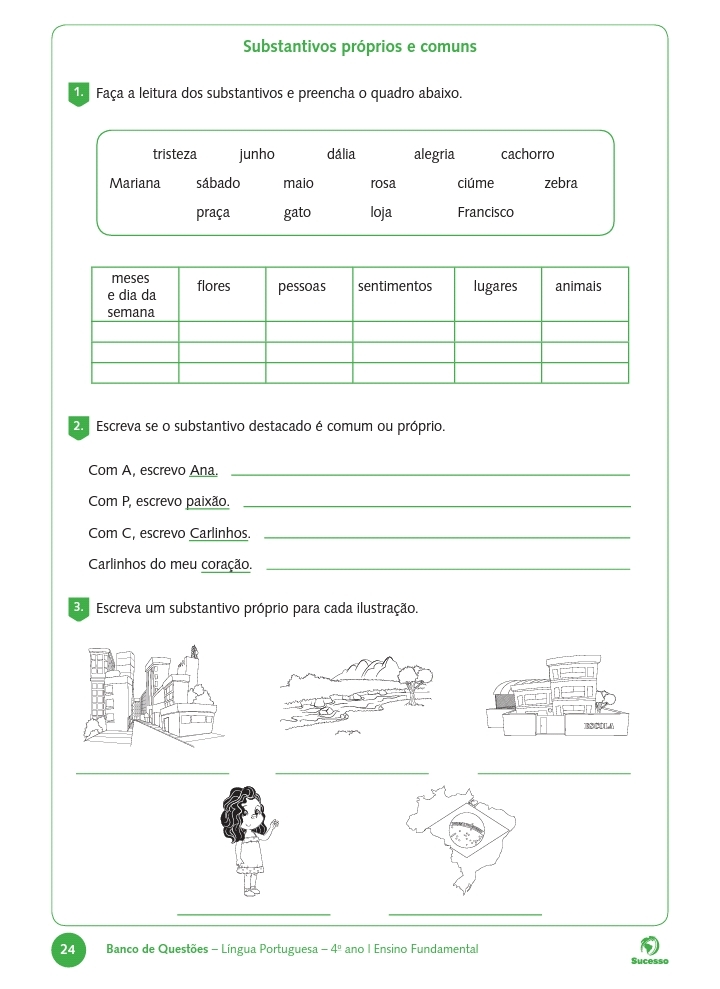 Substantivos próprios e comuns
1. Faça a leitura dos substantivos e preencha o quadro abaixo.
tristeza junho dália alegria cachorro
Mariana sábado maio rosa ciúme zebra
praça gato loja Francisco
meses e dia da semana flores pessoas sentimentos lugares animais
2. Escreva se o substantivo destacado é comum ou próprio.
Com A, escrevo Ana.
Com P, escrevo paixão.
Com C, escrevo Carlinhos.
Carlinhos do meu coração.
3. Escreva um substantivo próprio para cada ilustração.
ESCOLA
24 Banco de Questões – Língua Portuguesa – 4º ano | Ensino Fundamental
Sucesso